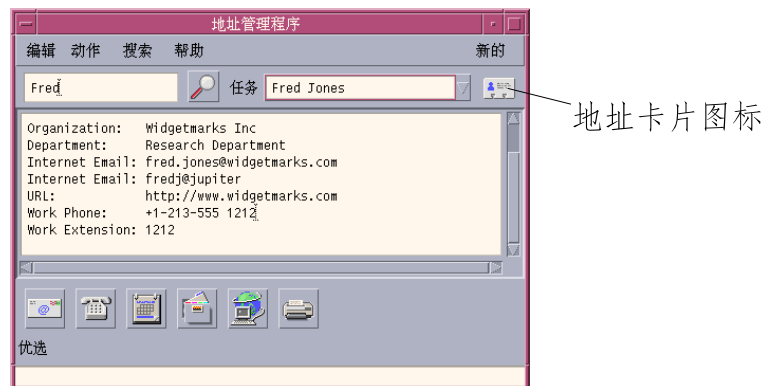 地址管理程序
编辑 动作 搜索 帮助 新的
Fred 任务 Fred Jones
地址卡片图标
Organization: Widgetmarks Inc
Department: Research Department
Internet Email: fred.jones@widgetmarks.com
Internet Email: fredj@jupiter
URL: http://www.widgetmarks.com
Work Phone: +1-213-555 1212
Work Extension: 1212
优选